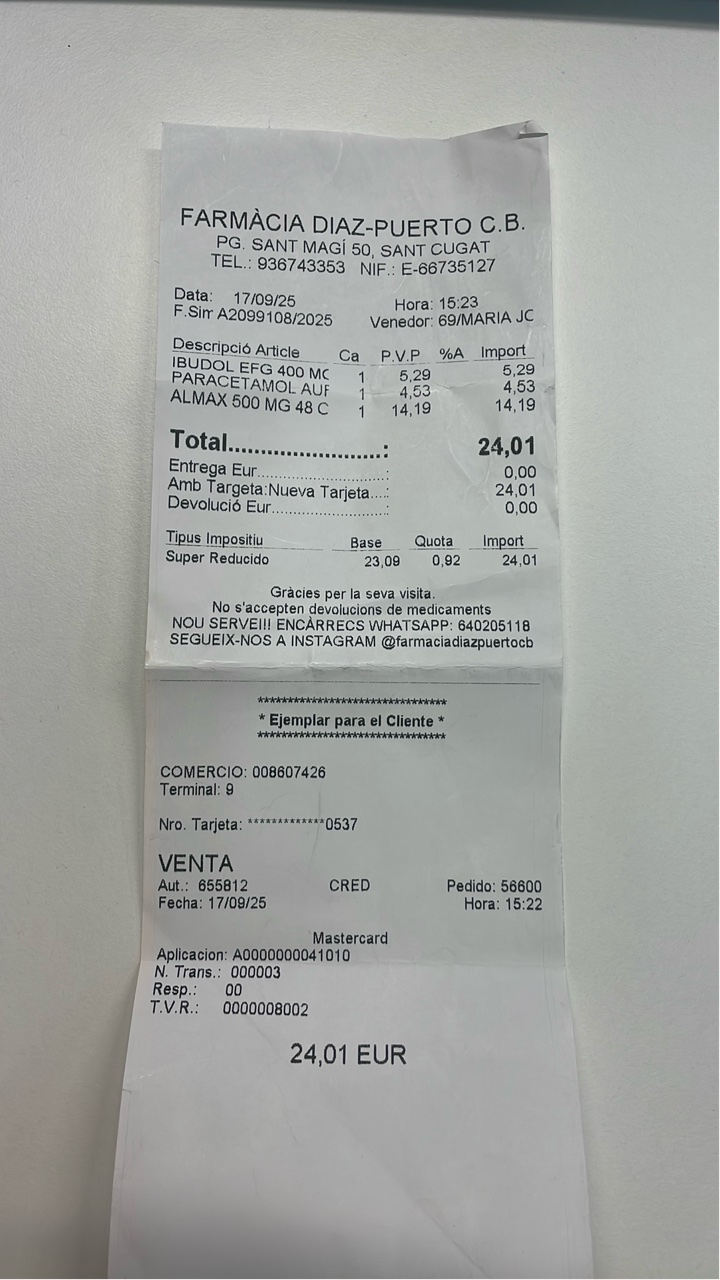 FARMÀCIA DIAZ-PUERTO C.B.
PG. SANT MAGÍ 50, SANT CUGAT
TEL.: 936743353 NIF.: E-66735127
Data: 17/09/25 Hora: 15:23
F.Sim A2099108/2025 Venedor: 69/MARIA JC
Descripció Article Ca P.V.P %A Import
IBUDOL EFG 400 MG 1 5,29 5,29
PARACETAMOL AUR 1 4,53 4,53
ALMAX 500 MG 48 C 1 14,19 14,19
Total........................: 24,01
Entrega Eur.......................: 0,00
Amb Targeta:Nueva Tarjeta....: 24,01
Devolució Eur.....................: 0,00
Tipus Impositiu Base Quota Import
Super Reducido 23,09 0,92 24,01
Gràcies per la seva visita.
No s'accepten devolucions de medicaments
NOU SERVEI!! ENCÀRRECS WHATSAPP: 640205118
SEGUEIX-NOS A INSTAGRAM @farmaciadiazpuertocb
**********************************
* Ejemplar para el Cliente *
**********************************
COMERCIO: 008607426
Terminal: 9
Nro. Tarjeta: ************0537
VENTA
Aut.: 655812 CRED Pedido: 56600
Fecha: 17/09/25 Hora: 15:22
Mastercard
Aplicacion: A0000000041010
N. Trans.: 000003
Resp.: 00
T.V.R.: 0000008002
24,01 EUR